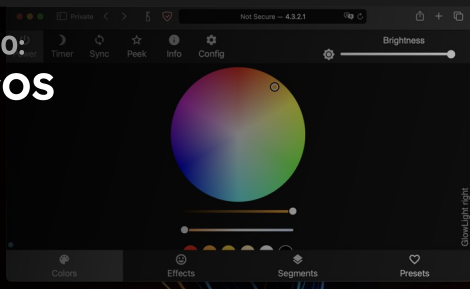 Private
Not Secure — 4.3.2.1
0:
Timer Sync Peek Info Config
Brightness
os
GlowLight right
Colors Effects Segments Presets